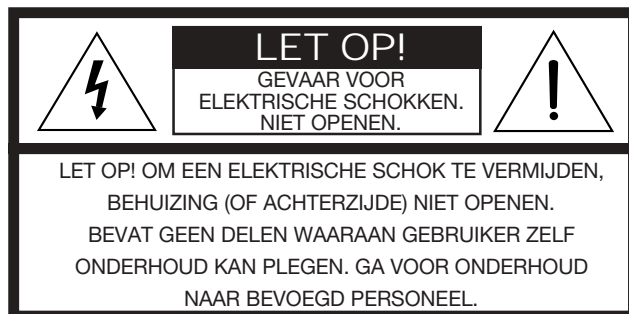 LET OP!
GEVAAR VOOR
ELEKTRISCHE SCHOKKEN.
NIET OPENEN.
LET OP! OM EEN ELEKTRISCHE SCHOK TE VERMIJDEN,
BEHUIZING (OF ACHTERZIJDE) NIET OPENEN.
BEVAT GEEN DELEN WAARAAN GEBRUIKER ZELF
ONDERHOUD KAN PLEGEN. GA VOOR ONDERHOUD
NAAR BEVOEGD PERSONEEL.